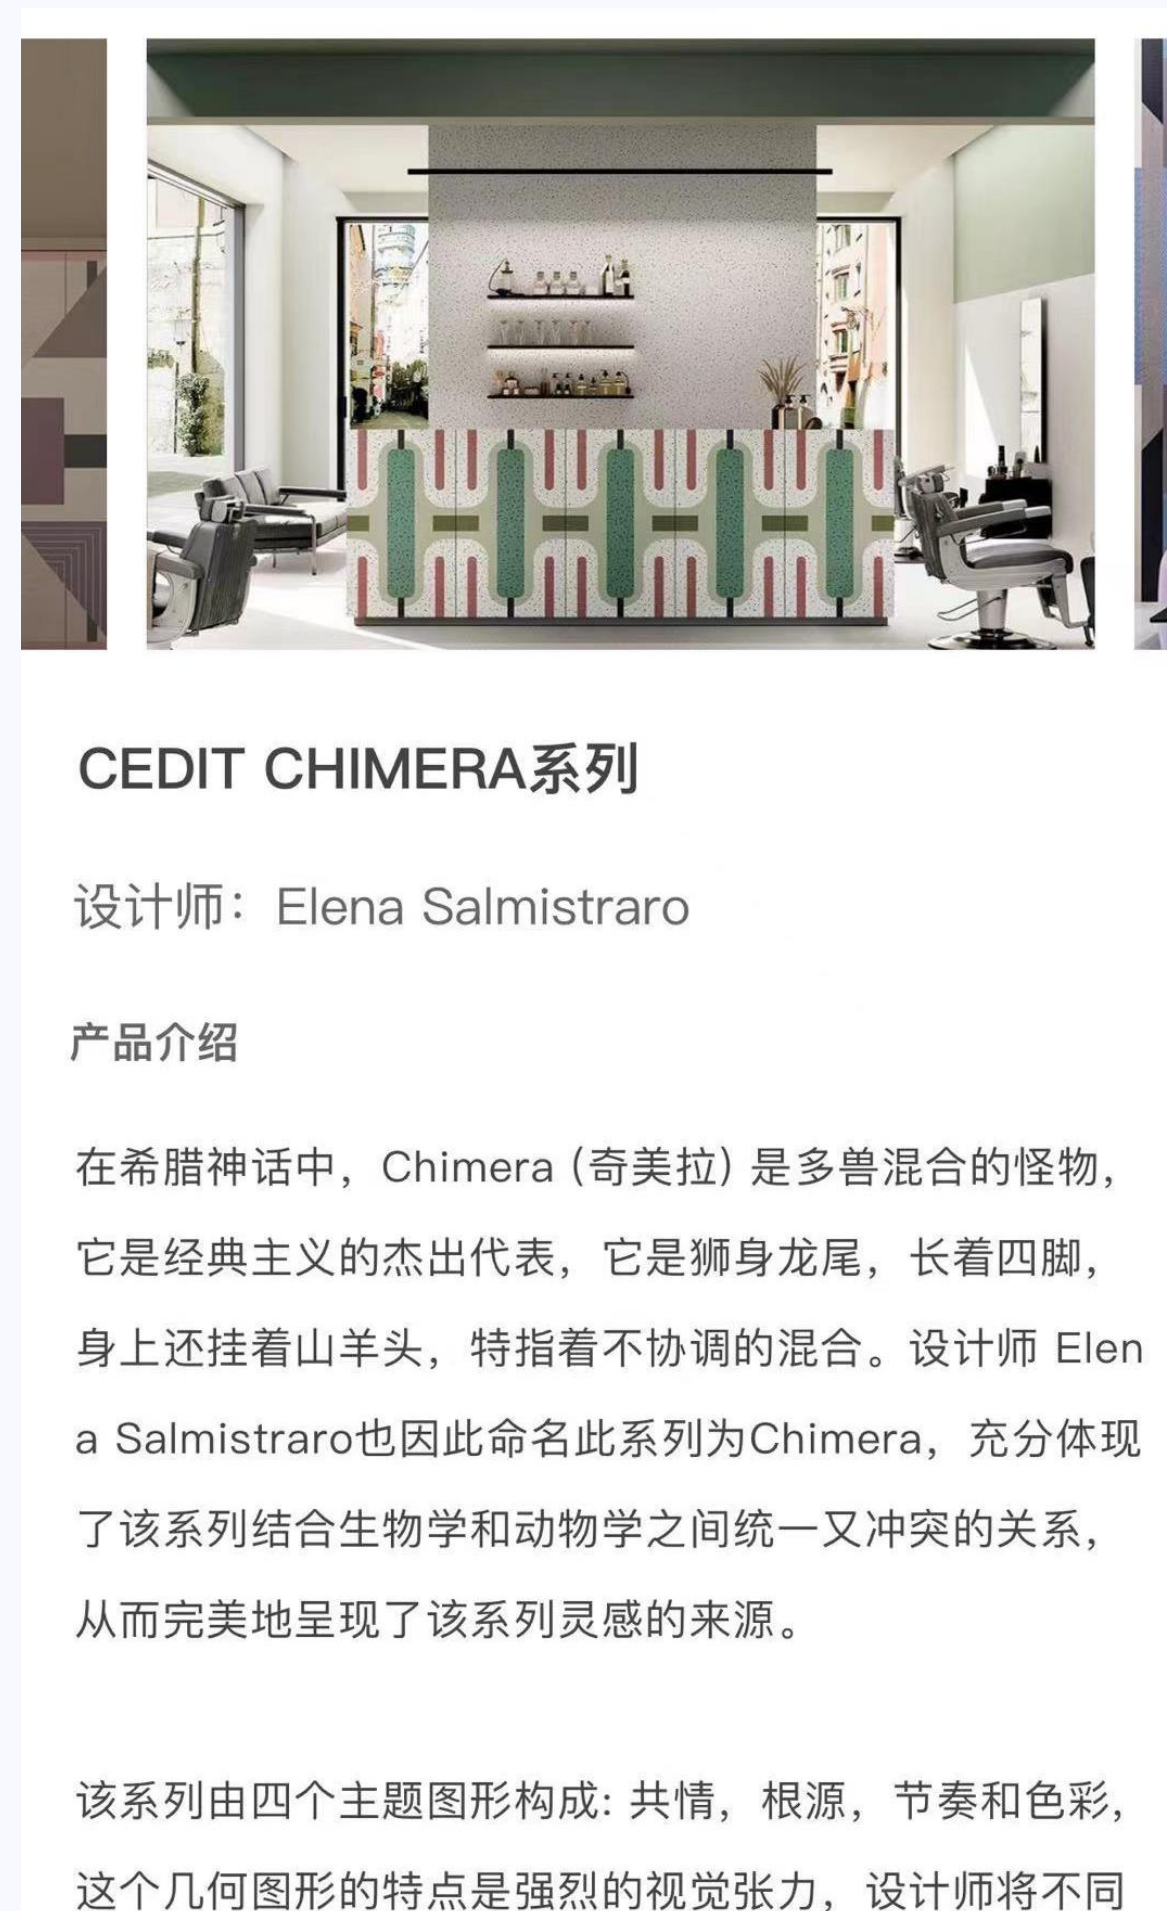 CEDIT CHIMERA系列
设计师：Elena Salmistraro
产品介绍
在希腊神话中，Chimera (奇美拉) 是多兽混合的怪物，
它是经典主义的杰出代表，它是狮身龙尾，长着四脚，
身上还挂着山羊头，特指着不协调的混合。设计师 Elen
a Salmistraro也因此命名此系列为Chimera，充分体现
了该系列结合生物学和动物学之间统一又冲突的关系，
从而完美地呈现了该系列灵感的来源。
该系列由四个主题图形构成: 共情，根源，节奏和色彩，
这个几何图形的特点是强烈的视觉张力，设计师将不同